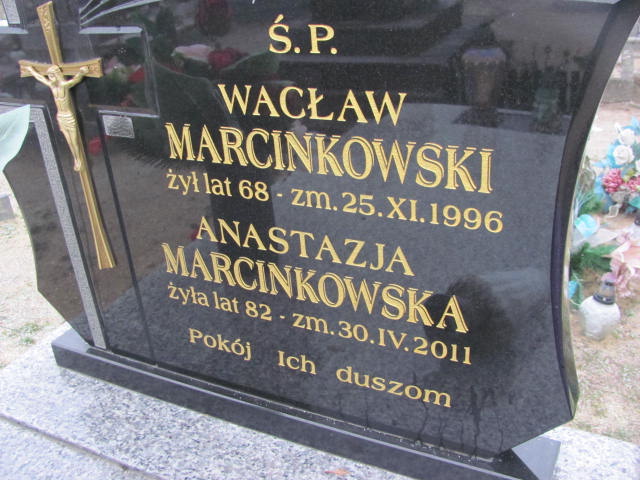 Ś.P.
WACŁAW
MARCINKOWSKI
żył lat 68 - zm. 25.XI.1996
ANASTAZJA
MARCINKOWSKA
żyła lat 82 - zm. 30.IV.2011
Pokój Ich duszom